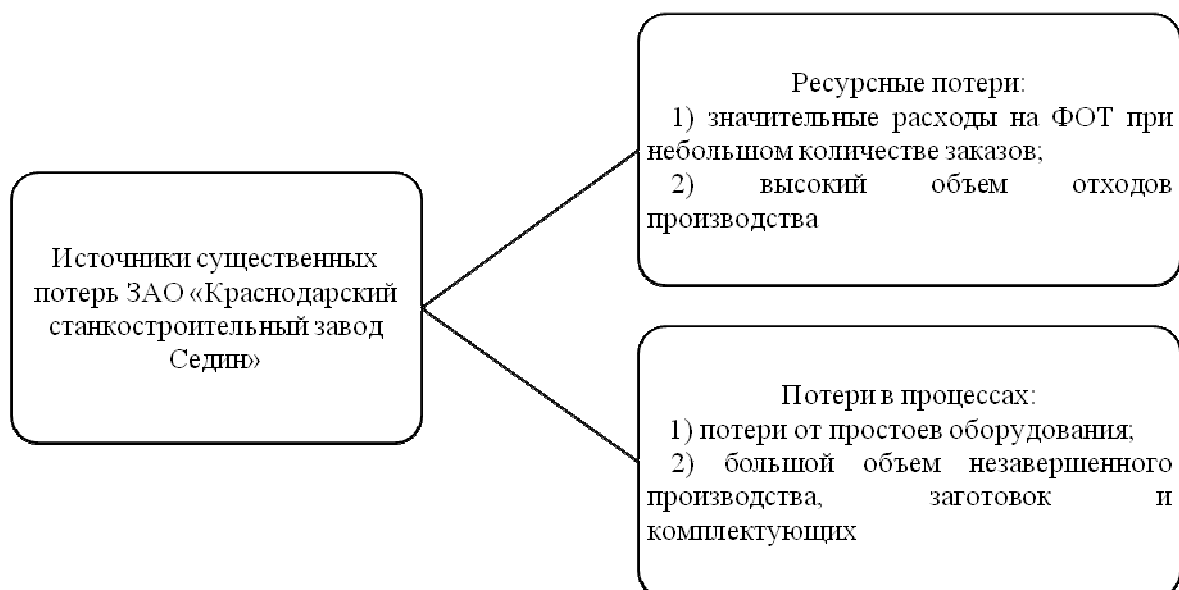 Источники существенных
потерь ЗАО «Краснодарский
станкостроительный завод
Седин»
Ресурсные потери:
1) значительные расходы на ФОТ при
небольшом количестве заказов;
2) высокий объем отходов
производства
Потери в процессах:
1) потери от простоев оборудования;
2) большой объем незавершенного
производства, заготовок и
комплектующих